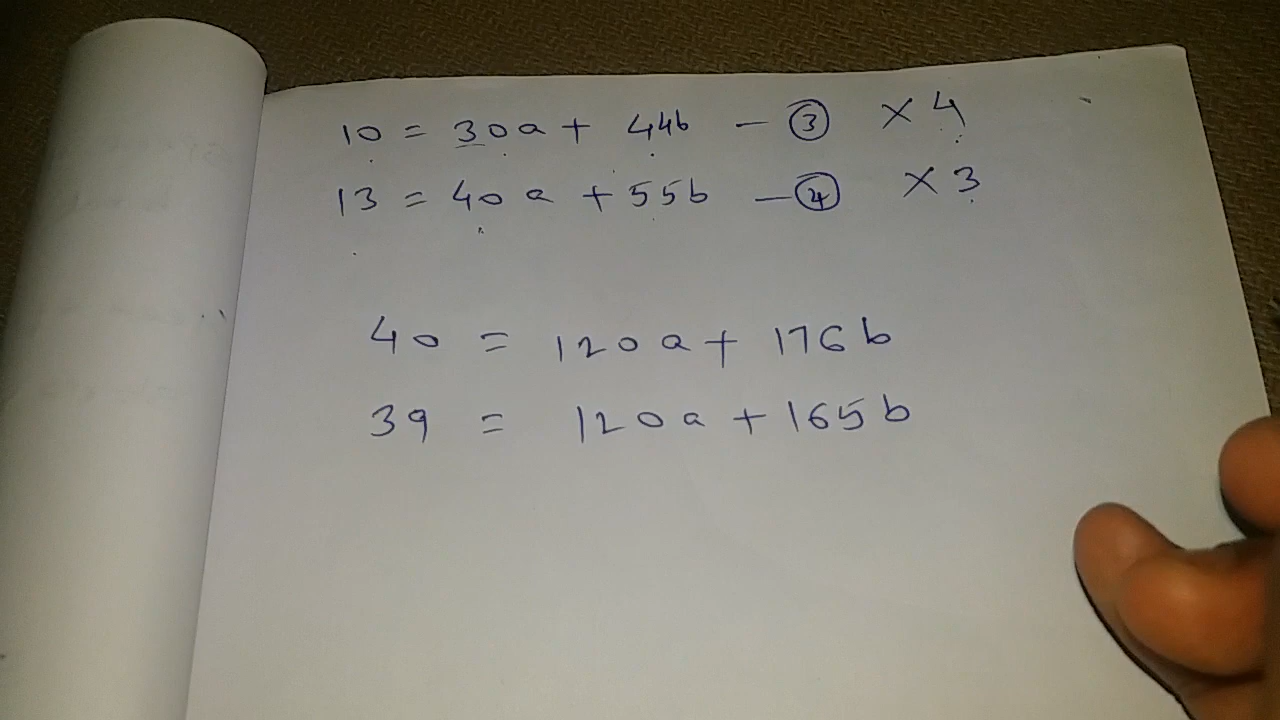 10 = 30a + 44b - ③ × 4
13 = 40a + 55b - ④ × 3
40 = 120a + 176b
39 = 120a + 165b